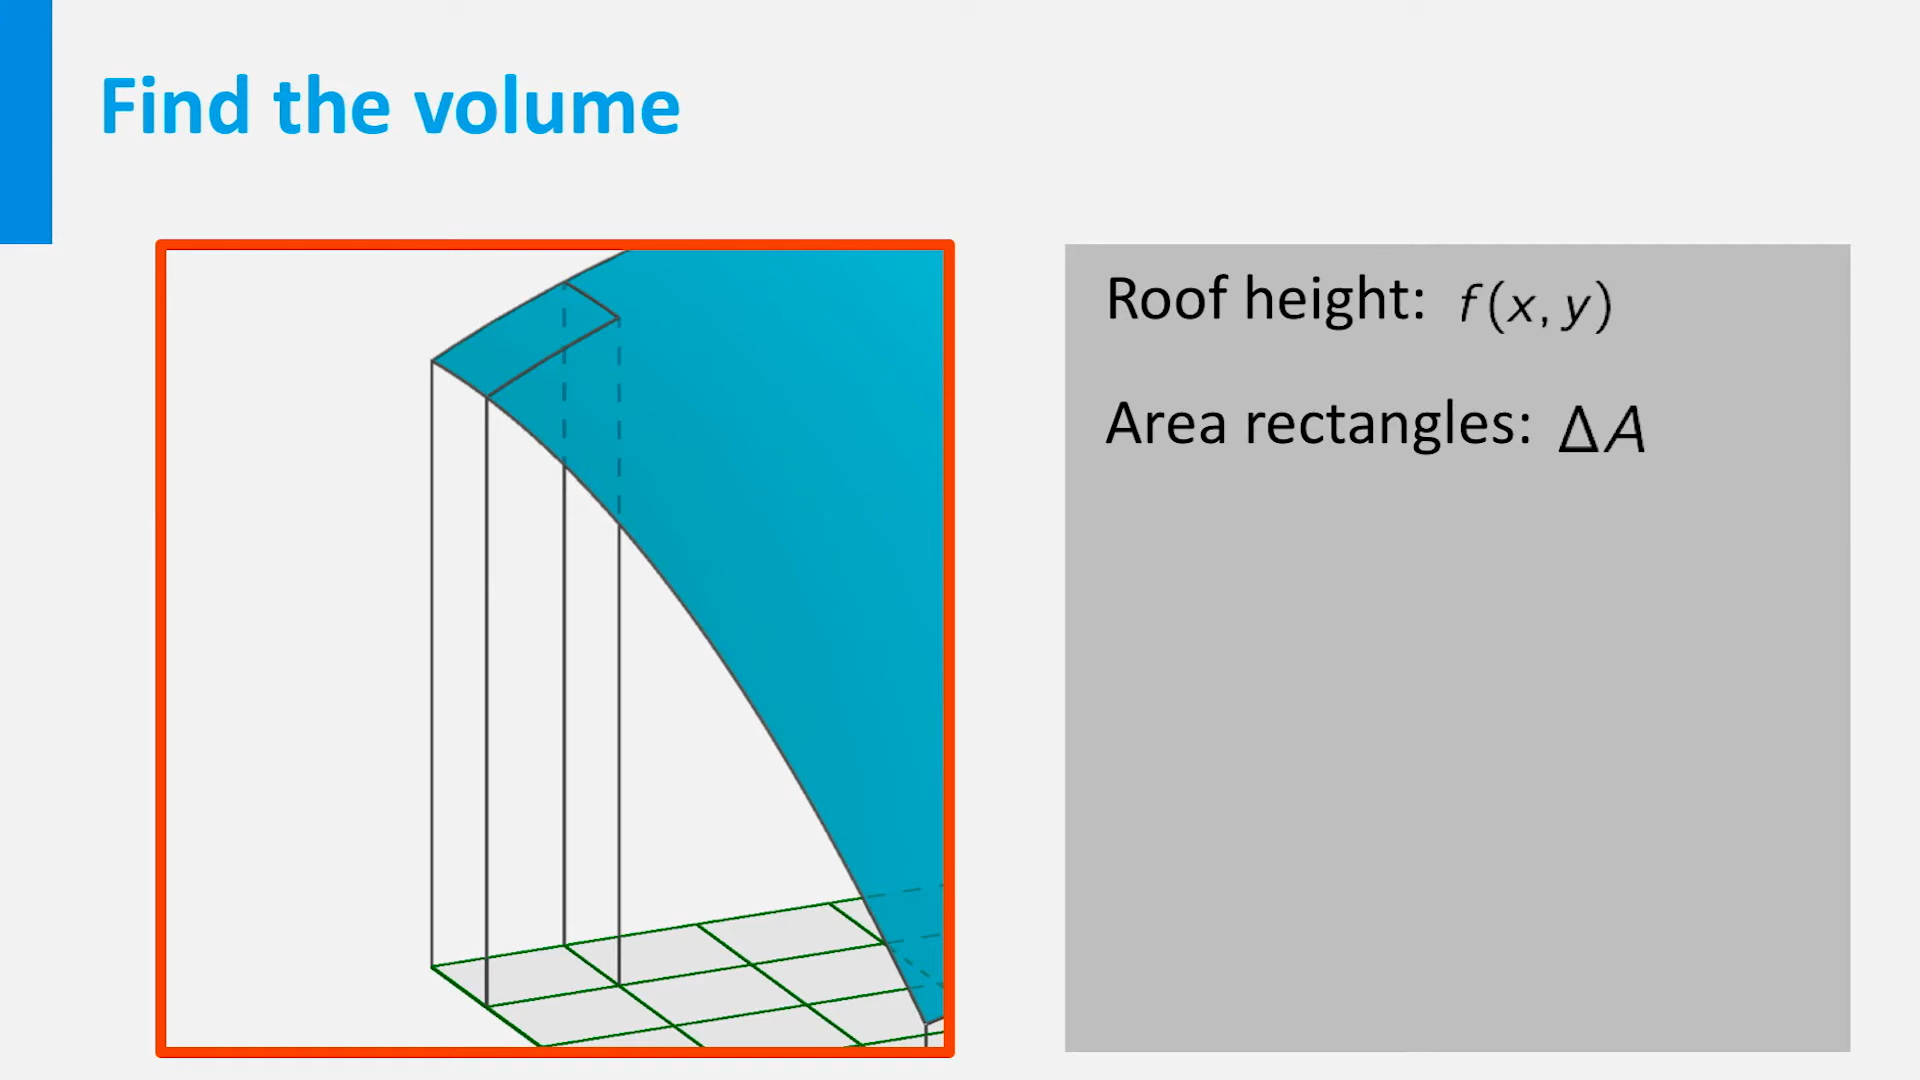 Find the volume
Roof height: f(x, y)
Area rectangles: ΔA